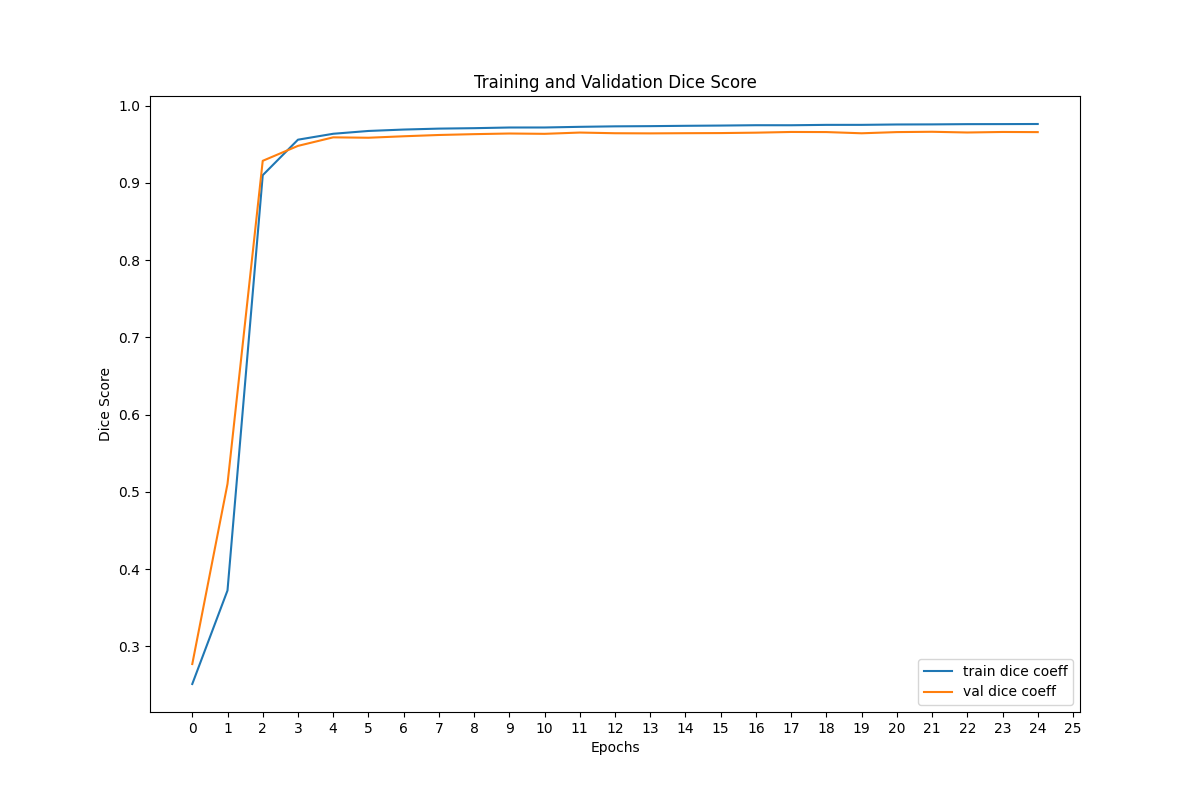 Training and Validation Dice Score
1.0
0.9
0.8
0.7
0.6
0.5
0.4
0.3
Dice Score
train dice coeff
val dice coeff
0 1 2 3 4 5 6 7 8 9 10 11 12 13 14 15 16 17 18 19 20 21 22 23 24 25
Epochs